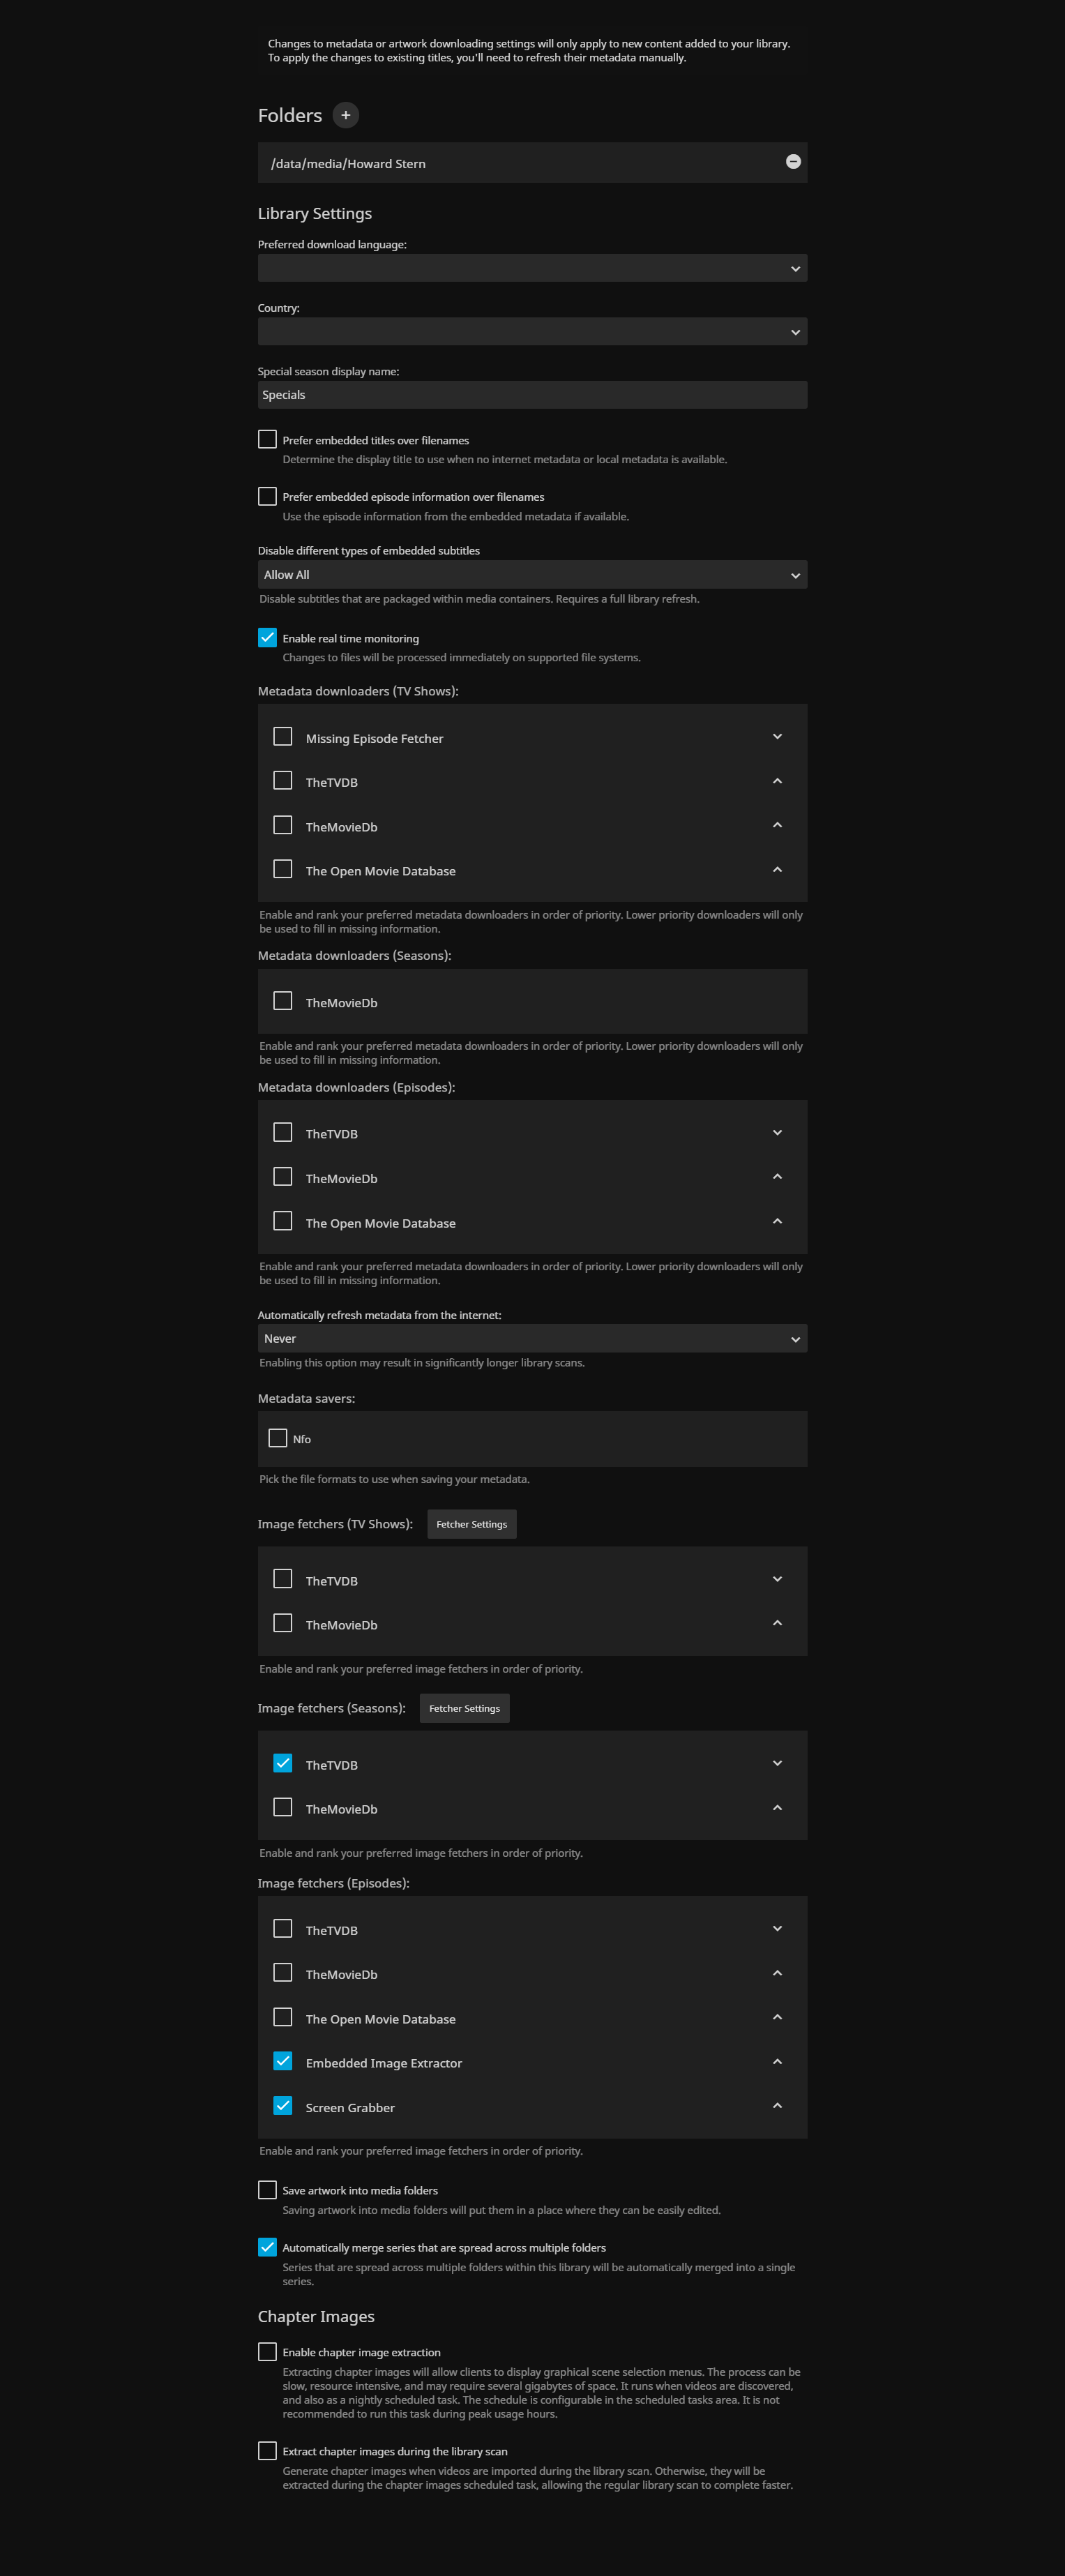 Changes to metadata or artwork downloading settings will only apply to new content added to your library.
To apply the changes to existing titles, you'll need to refresh their metadata manually.
Folders
/data/media/Howard Stern
Library Settings
Preferred download language:
Country:
Special season display name:
Specials
Prefer embedded titles over filenames
Determine the display title to use when no internet metadata or local metadata is available.
Prefer embedded episode information over filenames
Use the episode information from the embedded metadata if available.
Disable different types of embedded subtitles
Allow All
Disable subtitles that are packaged within media containers. Requires a full library refresh.
Enable real time monitoring
Changes to files will be processed immediately on supported file systems.
Metadata downloaders (TV Shows):
Missing Episode Fetcher
TheTVDB
TheMovieDb
The Open Movie Database
Enable and rank your preferred metadata downloaders in order of priority. Lower priority downloaders will only
be used to fill in missing information.
Metadata downloaders (Seasons):
TheMovieDb
Enable and rank your preferred metadata downloaders in order of priority. Lower priority downloaders will only
be used to fill in missing information.
Metadata downloaders (Episodes):
TheTVDB
TheMovieDb
The Open Movie Database
Enable and rank your preferred metadata downloaders in order of priority. Lower priority downloaders will only
be used to fill in missing information.
Automatically refresh metadata from the internet:
Never
Enabling this option may result in significantly longer library scans.
Metadata savers:
Nfo
Pick the file formats to use when saving your metadata.
Image fetchers (TV Shows): Fetcher Settings
TheTVDB
TheMovieDb
Enable and rank your preferred image fetchers in order of priority.
Image fetchers (Seasons): Fetcher Settings
TheTVDB
TheMovieDb
Enable and rank your preferred image fetchers in order of priority.
Image fetchers (Episodes):
TheTVDB
TheMovieDb
The Open Movie Database
Embedded Image Extractor
Screen Grabber
Enable and rank your preferred image fetchers in order of priority.
Save artwork into media folders
Saving artwork into media folders will put them in a place where they can be easily edited.
Automatically merge series that are spread across multiple folders
Series that are spread across multiple folders within this library will be automatically merged into a single
series.
Chapter Images
Enable chapter image extraction
Extracting chapter images will allow clients to display graphical scene selection menus. The process can be
slow, resource intensive, and may require several gigabytes of space. It runs when videos are discovered,
and also as a nightly scheduled task. The schedule is configurable in the scheduled tasks area. It is not
recommended to run this task during peak usage hours.
Extract chapter images during the library scan
Generate chapter images when videos are imported during the library scan. Otherwise, they will be
extracted during the chapter images scheduled task, allowing the regular library scan to complete faster.